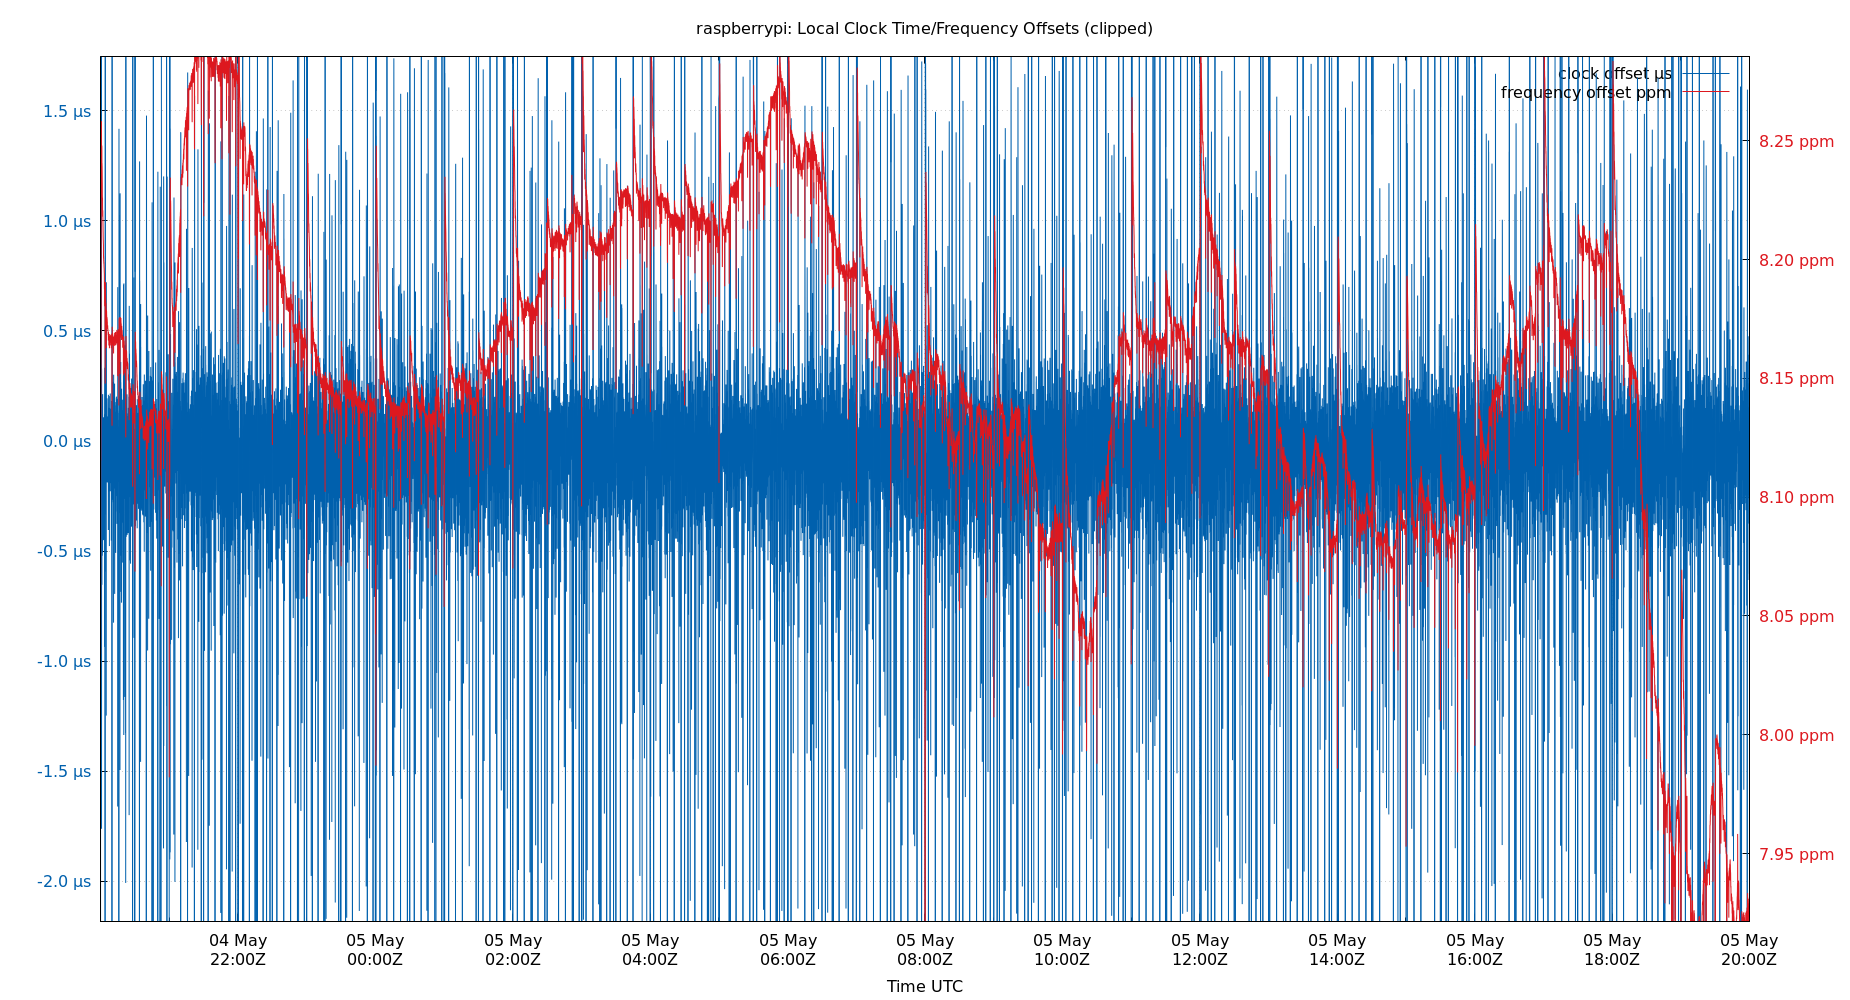 raspberrypi: Local Clock Time/Frequency Offsets (clipped)
clock offset µs
frequency offset ppm
1.5 µs
1.0 µs
0.5 µs
0.0 µs
-0.5 µs
-1.0 µs
-1.5 µs
-2.0 µs
8.25 ppm
8.20 ppm
8.15 ppm
8.10 ppm
8.05 ppm
8.00 ppm
7.95 ppm
04 May 05 May 05 May 05 May 05 May 05 May 05 May 05 May 05 May 05 May 05 May 05 May
22:00Z 00:00Z 02:00Z 04:00Z 06:00Z 08:00Z 10:00Z 12:00Z 14:00Z 16:00Z 18:00Z 20:00Z
Time UTC